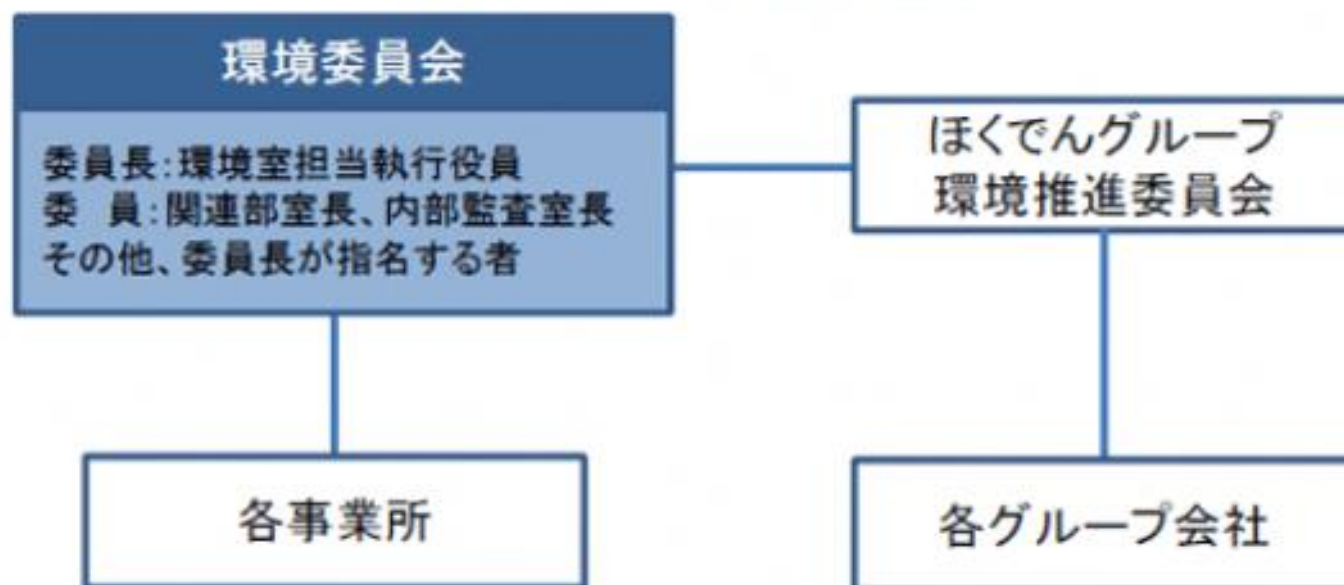 環境委員会
委員長:環境室担当執行役員
委　員:関連部室長、内部監査室長
その他、委員長が指名する者
ほくでんグループ
環境推進委員会
各事業所
各グループ会社